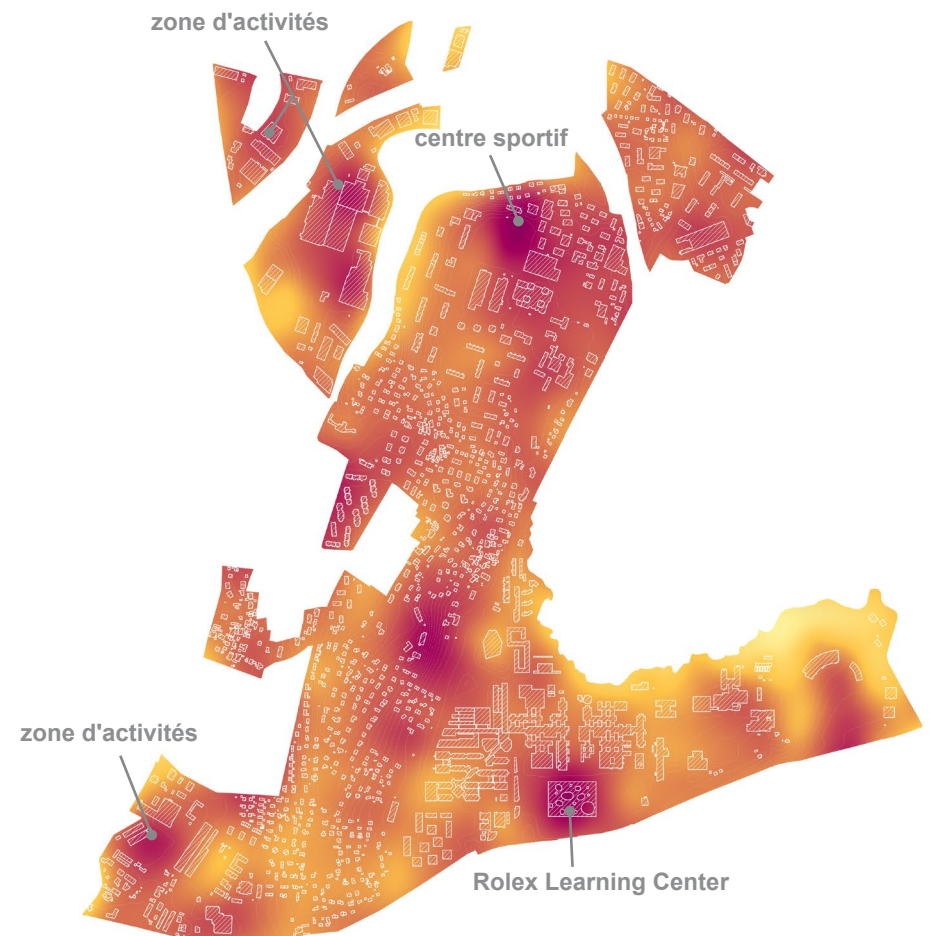 zone d'activités
centre sportif
zone d'activités
Rolex Learning Center